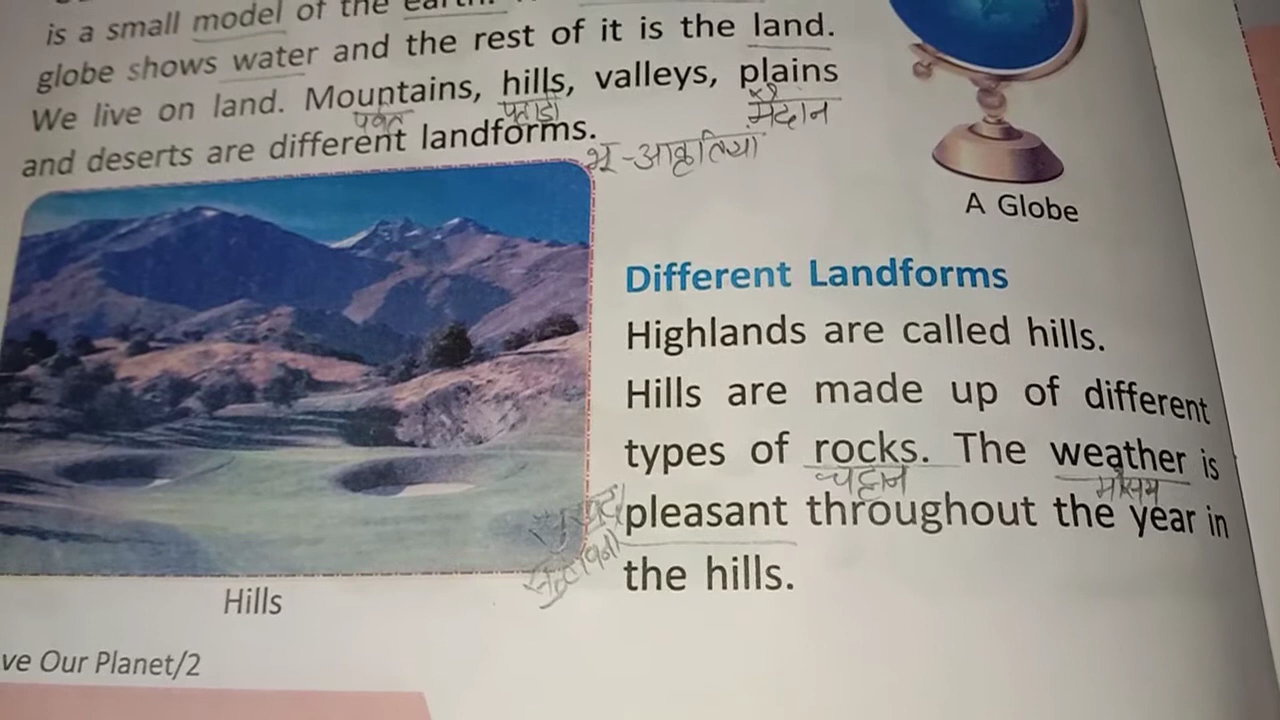 is a small model of the earth.
globe shows water and the rest of it is the land.
We live on land. Mountains, hills, valleys, plains
पर्वत पहाड़ी मैदान
and deserts are different landforms.
भू-आकृतियां
A Globe
Different Landforms
Highlands are called hills.
Hills are made up of different
types of rocks. The weather is
चट्टान मौसम
pleasant throughout the year in
the hills.
Hills
ve Our Planet/2